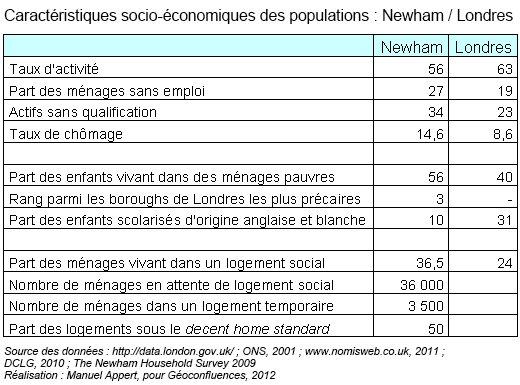 Caractéristiques socio-économiques des populations : Newham / Londres
Newham Londres
Taux d'activité 56 63
Part des ménages sans emploi 27 19
Actifs sans qualification 34 23
Taux de chômage 14,6 8,6
Part des enfants vivant dans des ménages pauvres 56 40
Rang parmi les boroughs de Londres les plus précaires 3 -
Part des enfants scolarisés d'origine anglaise et blanche 10 31
Part des ménages vivant dans un logement social 36,5 24
Nombre de ménages en attente de logement social 36 000
Nombre de ménages dans un logement temporaire 3 500
Part des logements sous le decent home standard 50
Source des données : http://data.london.gov.uk/ ; ONS, 2001 ; www.nomisweb.co.uk, 2011 ;
DCLG, 2010 ; The Newham Household Survey 2009
Réalisation : Manuel Appert, pour Géoconfluences, 2012